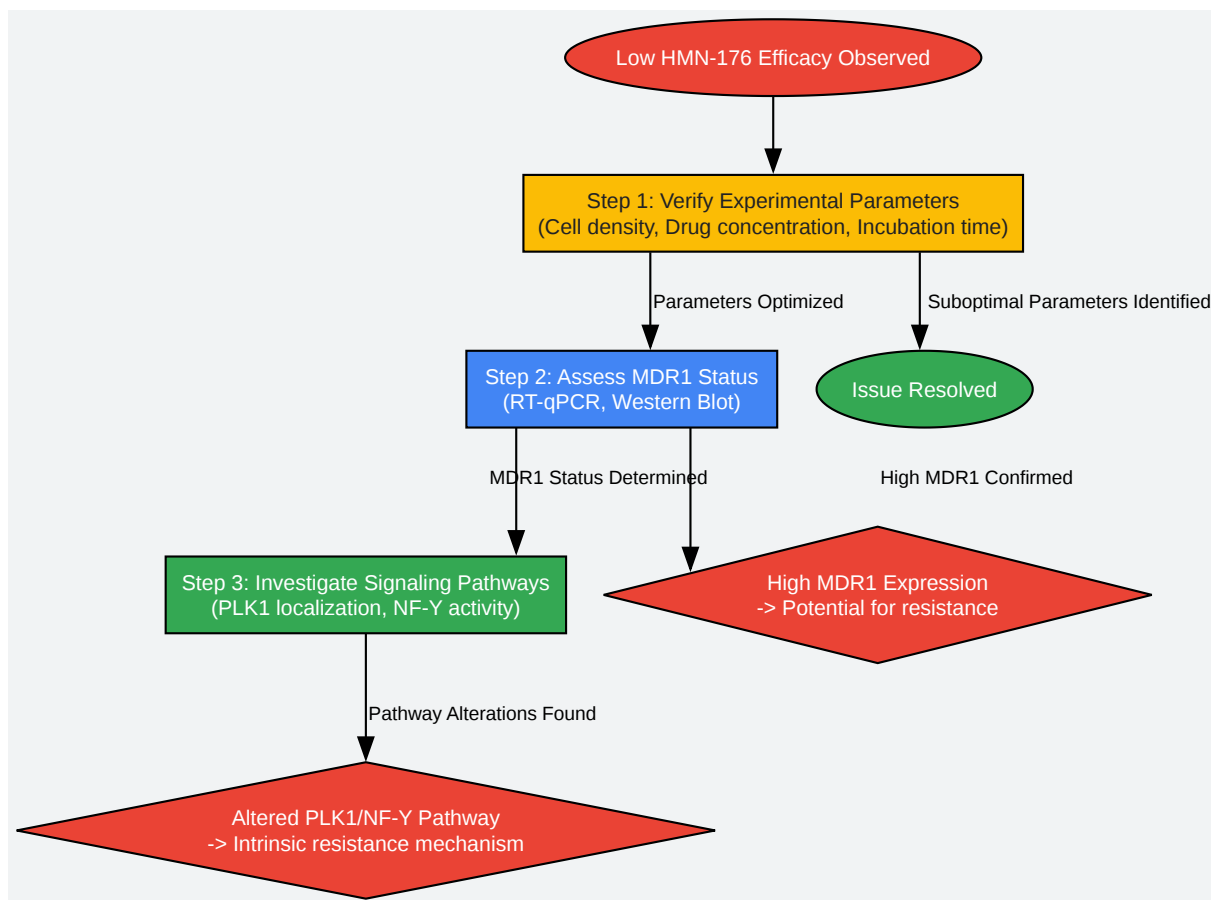 Low HMN-176 Efficacy Observed
Step 1: Verify Experimental Parameters
(Cell density, Drug concentration, Incubation time)
Parameters Optimized
Suboptimal Parameters Identified
Step 2: Assess MDR1 Status
(RT-qPCR, Western Blot)
Issue Resolved
MDR1 Status Determined
High MDR1 Confirmed
Step 3: Investigate Signaling Pathways
(PLK1 localization, NF-Y activity)
High MDR1 Expression
-> Potential for resistance
Pathway Alterations Found
Altered PLK1/NF-Y Pathway
-> Intrinsic resistance mechanism